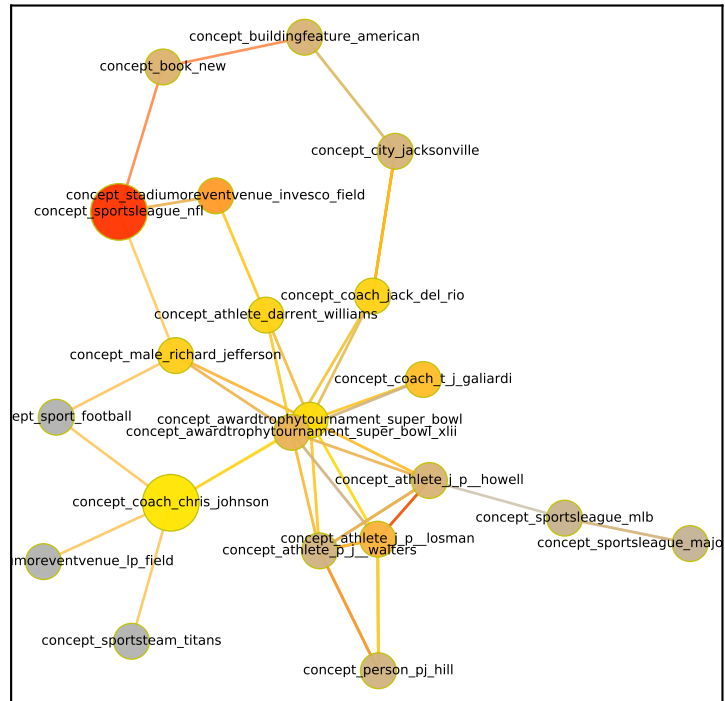 concept_buildingfeature_american
concept_book_new
concept_city_jacksonville
concept_stadiumoreventvenue_invesco_field
concept_sportsleague_nfl
concept_coach_jack_del_rio
concept_athlete_darrent_williams
concept_male_richard_jefferson
concept_coach_t_j_galiardi
ept_sport_football
concept_awardtrophytournament_super_bowl
concept_awardtrophytournament_super_bowl_xlii
concept_athlete_j_p__howell
concept_coach_chris_johnson
concept_sportsleague_mlb
concept_athlete_j_p__losman
concept_sportsleague_majo
concept_athlete_p_j__walters
umoreventvenue_lp_field
concept_sportsteam_titans
concept_person_pj_hill